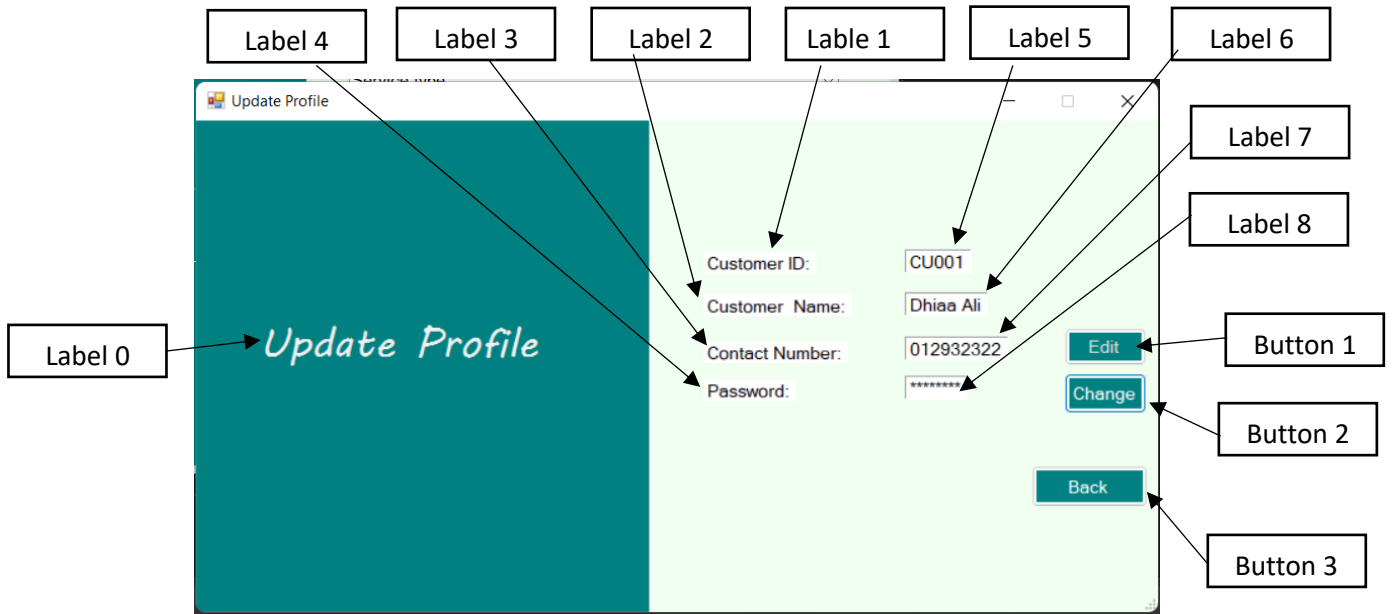 Label 4 Label 3 Label 2 Lable 1 Label 5 Label 6
Service Type
Update Profile
Label 7
Label 8
Customer ID: CU001
Customer Name: Dhiaa Ali
Label 0 Update Profile
Contact Number: 012932322 Edit Button 1
Password: ******** Change
Button 2
Back
Button 3